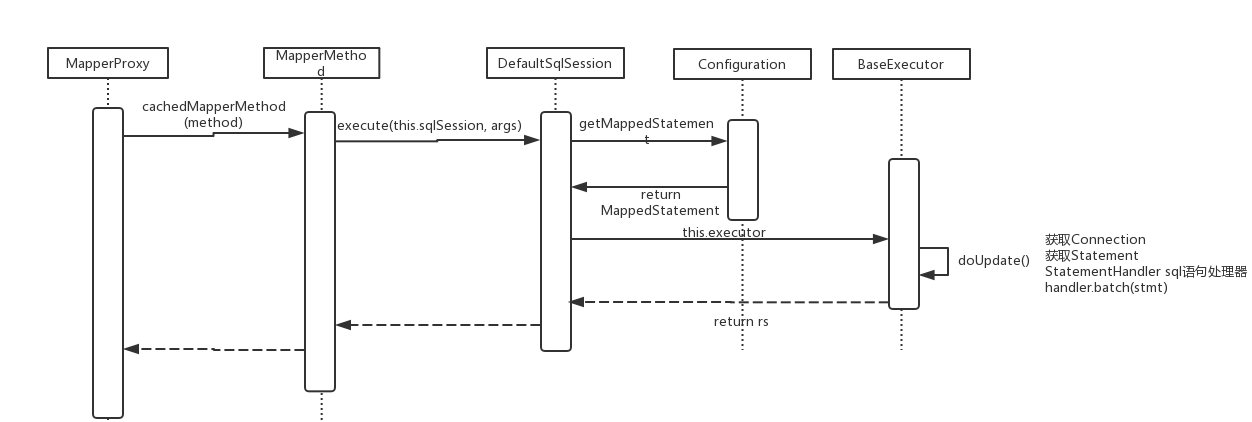 MapperProxy
MapperMetho
d
DefaultSqlSession
Configuration
BaseExecutor
cachedMapperMethod
(method)
execute(this.sqlSession, args)
getMappedStatemen
t
return
MappedStatement
this.executor
doUpdate()
获取Connection
获取Statement
StatementHandler sql语句处理器
handler.batch(stmt)
return rs